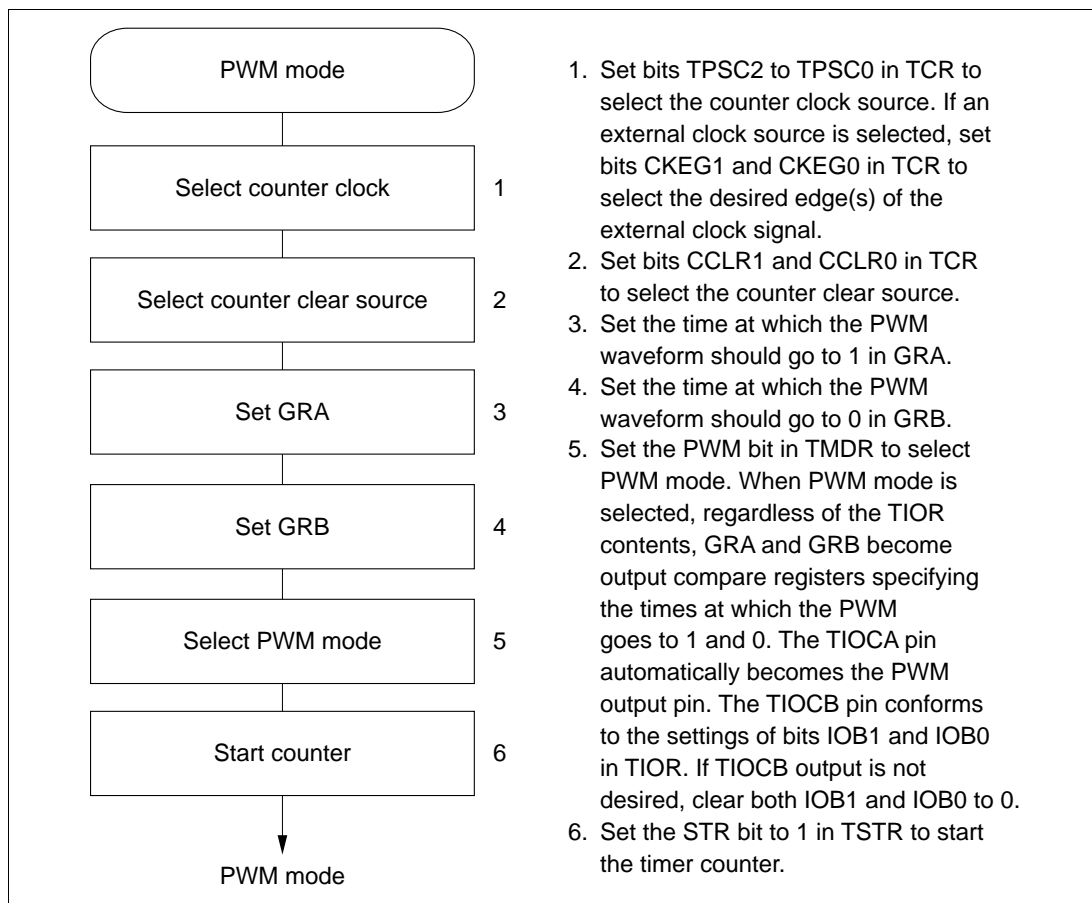 PWM mode
Select counter clock
1
Select counter clear source
2
Set GRA
3
Set GRB
4
Select PWM mode
5
Start counter
6
PWM mode
1. Set bits TPSC2 to TPSC0 in TCR to
select the counter clock source. If an
external clock source is selected, set
bits CKEG1 and CKEG0 in TCR to
select the desired edge(s) of the
external clock signal.
2. Set bits CCLR1 and CCLR0 in TCR
to select the counter clear source.
3. Set the time at which the PWM
waveform should go to 1 in GRA.
4. Set the time at which the PWM
waveform should go to 0 in GRB.
5. Set the PWM bit in TMDR to select
PWM mode. When PWM mode is
selected, regardless of the TIOR
contents, GRA and GRB become
output compare registers specifying
the times at which the PWM
goes to 1 and 0. The TIOCA pin
automatically becomes the PWM
output pin. The TIOCB pin conforms
to the settings of bits IOB1 and IOB0
in TIOR. If TIOCB output is not
desired, clear both IOB1 and IOB0 to 0.
6. Set the STR bit to 1 in TSTR to start
the timer counter.